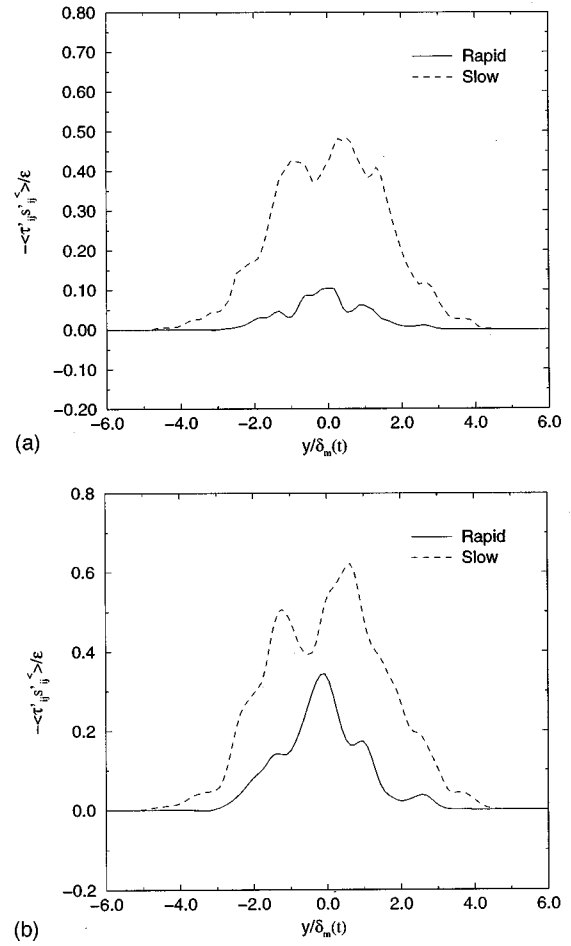 0.80
0.70
0.60
0.50
0.40
0.30
0.20
0.10
0.00
−0.10
−0.20
Rapid
Slow
−<τ'ij s'ij<>/ε
−6.0 −4.0 −2.0 0.0 2.0 4.0 6.0
y/δm(t)
(a)
0.8
0.6
0.4
0.2
0.0
−0.2
Rapid
Slow
−<τ'ij s'ij<>/ε
−6.0 −4.0 −2.0 0.0 2.0 4.0 6.0
y/δm(t)
(b)